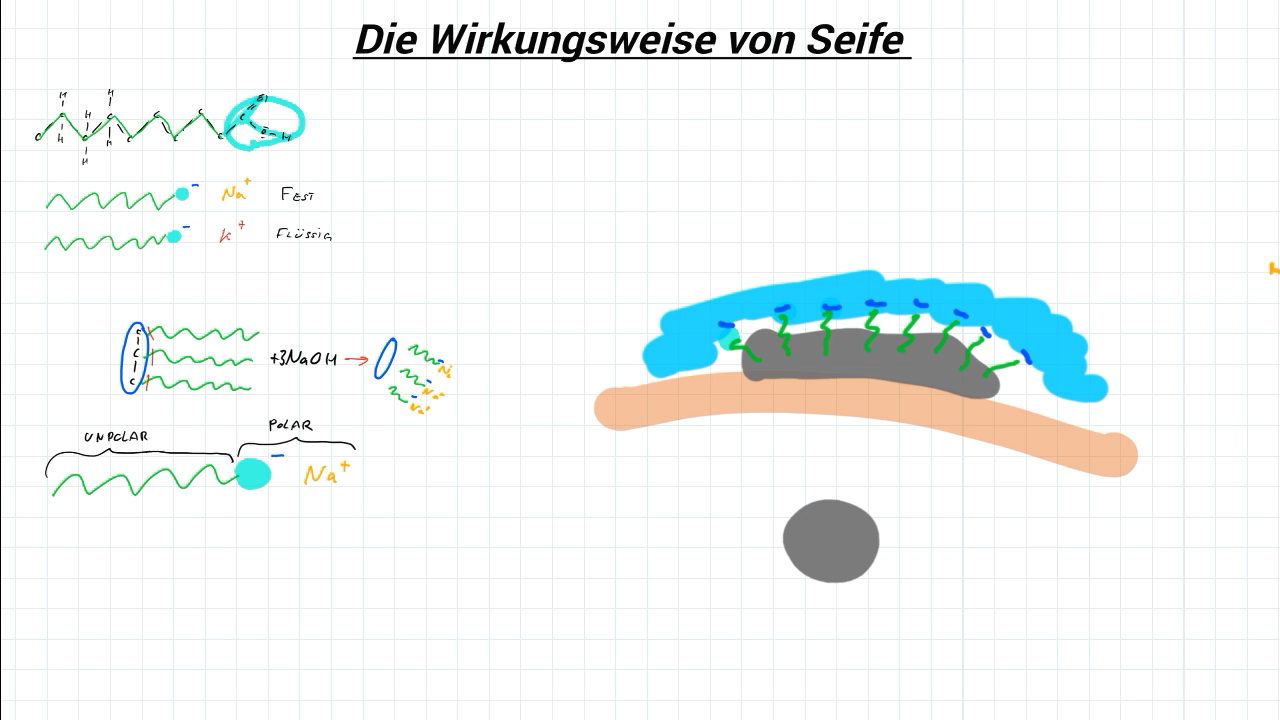 Die Wirkungsweise von Seife
Na+ FEST
K+ FLÜSSIG
+3NaOH →
UNPOLAR
POLAR
Na+